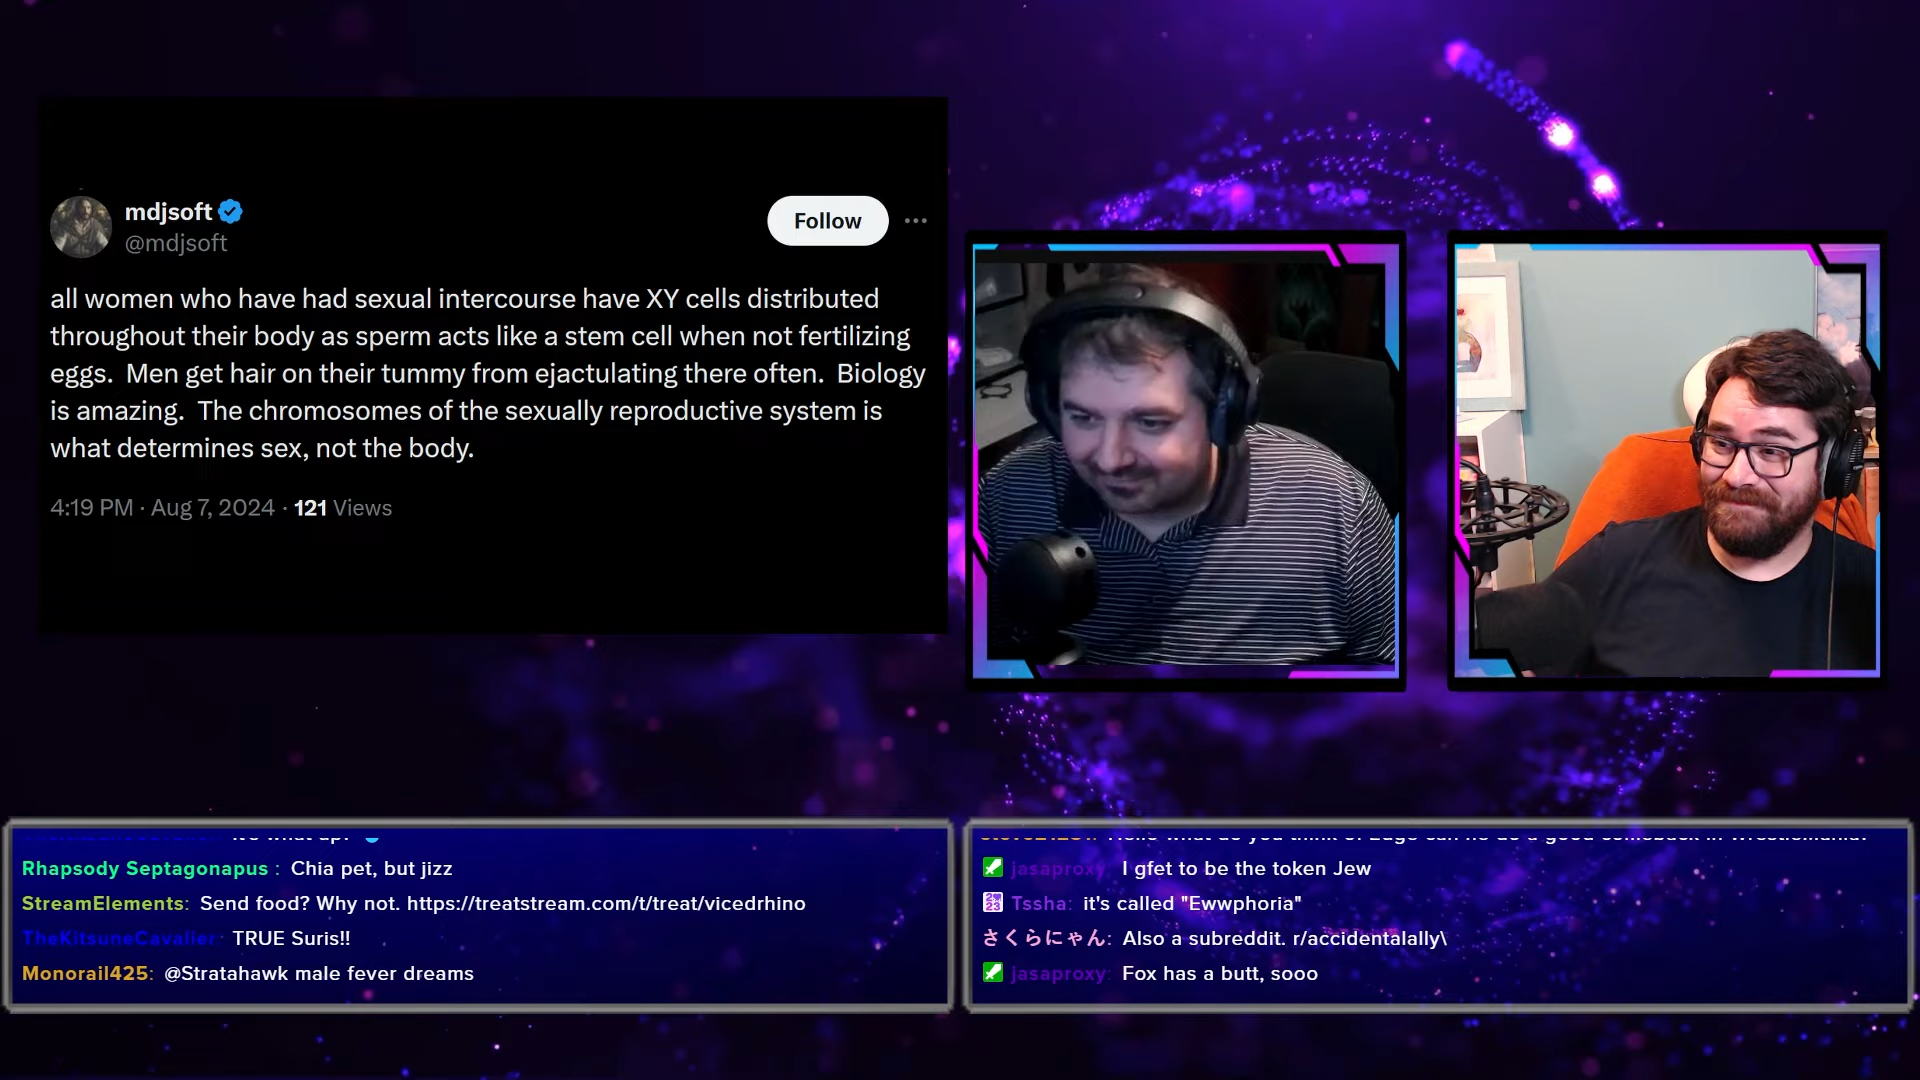 mdjsoft
@mdjsoft
Follow
all women who have had sexual intercourse have XY cells distributed
throughout their body as sperm acts like a stem cell when not fertilizing
eggs.  Men get hair on their tummy from ejactulating there often.  Biology
is amazing.  The chromosomes of the sexually reproductive system is
what determines sex, not the body.
4:19 PM · Aug 7, 2024 · 121 Views
Rhapsody Septagonapus : Chia pet, but jizz
StreamElements: Send food? Why not. https://treatstream.com/t/treat/vicedrhino
TheKitsuneCavalier: TRUE Suris!!
Monorail425: @Stratahawk male fever dreams
jasaproxy: I gfet to be the token Jew
Tssha: it's called "Ewwphoria"
さくらにゃん: Also a subreddit. r/accidentalally\
jasaproxy: Fox has a butt, sooo